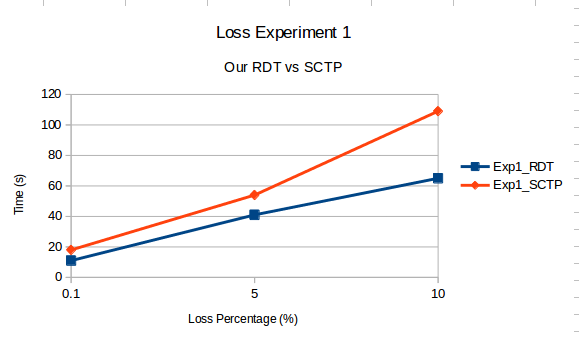 Loss Experiment 1
Our RDT vs SCTP
120
100
80
60
40
20
0
Time (s)
0.1
5
10
Loss Percentage (%)
Exp1_RDT
Exp1_SCTP